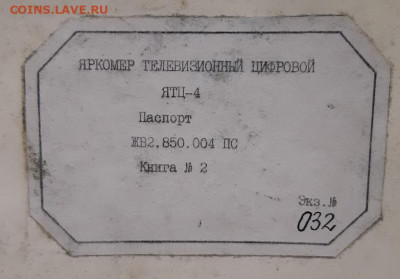 COINS.LAVE.RU
ЯРКОМЕР ТЕЛЕВИЗИОННЫЙ ЦИФРОВОЙ
ЯТЦ-4
Паспорт
ЖВ2.850.004 ПС
Книга № 2
Экз.№
032